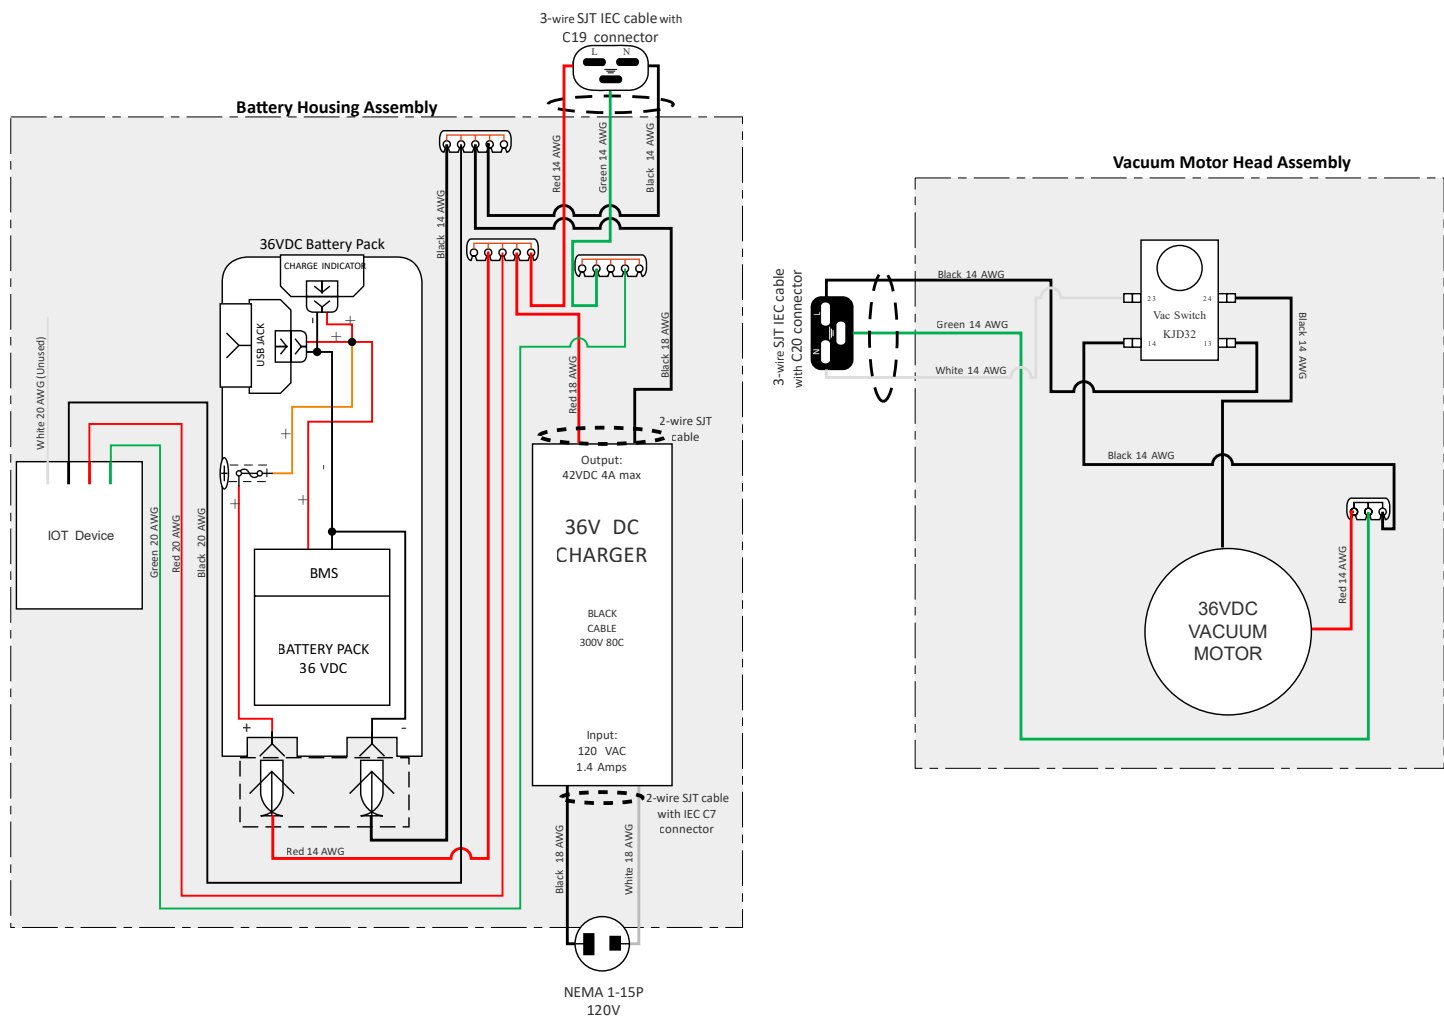 3-wire SJT IEC cable with
C19 connector
L
N
Battery Housing Assembly
Red 14 AWG
Green 14 AWG
Black 14 AWG
Black 14 AWG
36VDC Battery Pack
CHARGE INDICATOR
-
+
+
USB JACK
+
-
+
+
White 20 AWG (Unused)
IOT Device
Green 20 AWG
Red 20 AWG
Black 20 AWG
BMS
BATTERY PACK
36 VDC
+
-
Red 14 AWG
Red 18 AWG
Black 18 AWG
2-wire SJT
cable
Output:
42VDC 4A max
36V DC
CHARGER
BLACK
CABLE
300V 80C
Input:
120 VAC
1.4 Amps
2-wire SJT cable
with IEC C7
connector
Black 18 AWG
White 18 AWG
NEMA 1-15P
120V
Vacuum Motor Head Assembly
3-wire SJT IEC cable
with C20 connector
L
N
Black 14 AWG
Green 14 AWG
White 14 AWG
23
24
Vac Switch
KJD32
14
13
Black 14 AWG
Black 14 AWG
Red 14 AWG
36VDC
VACUUM
MOTOR